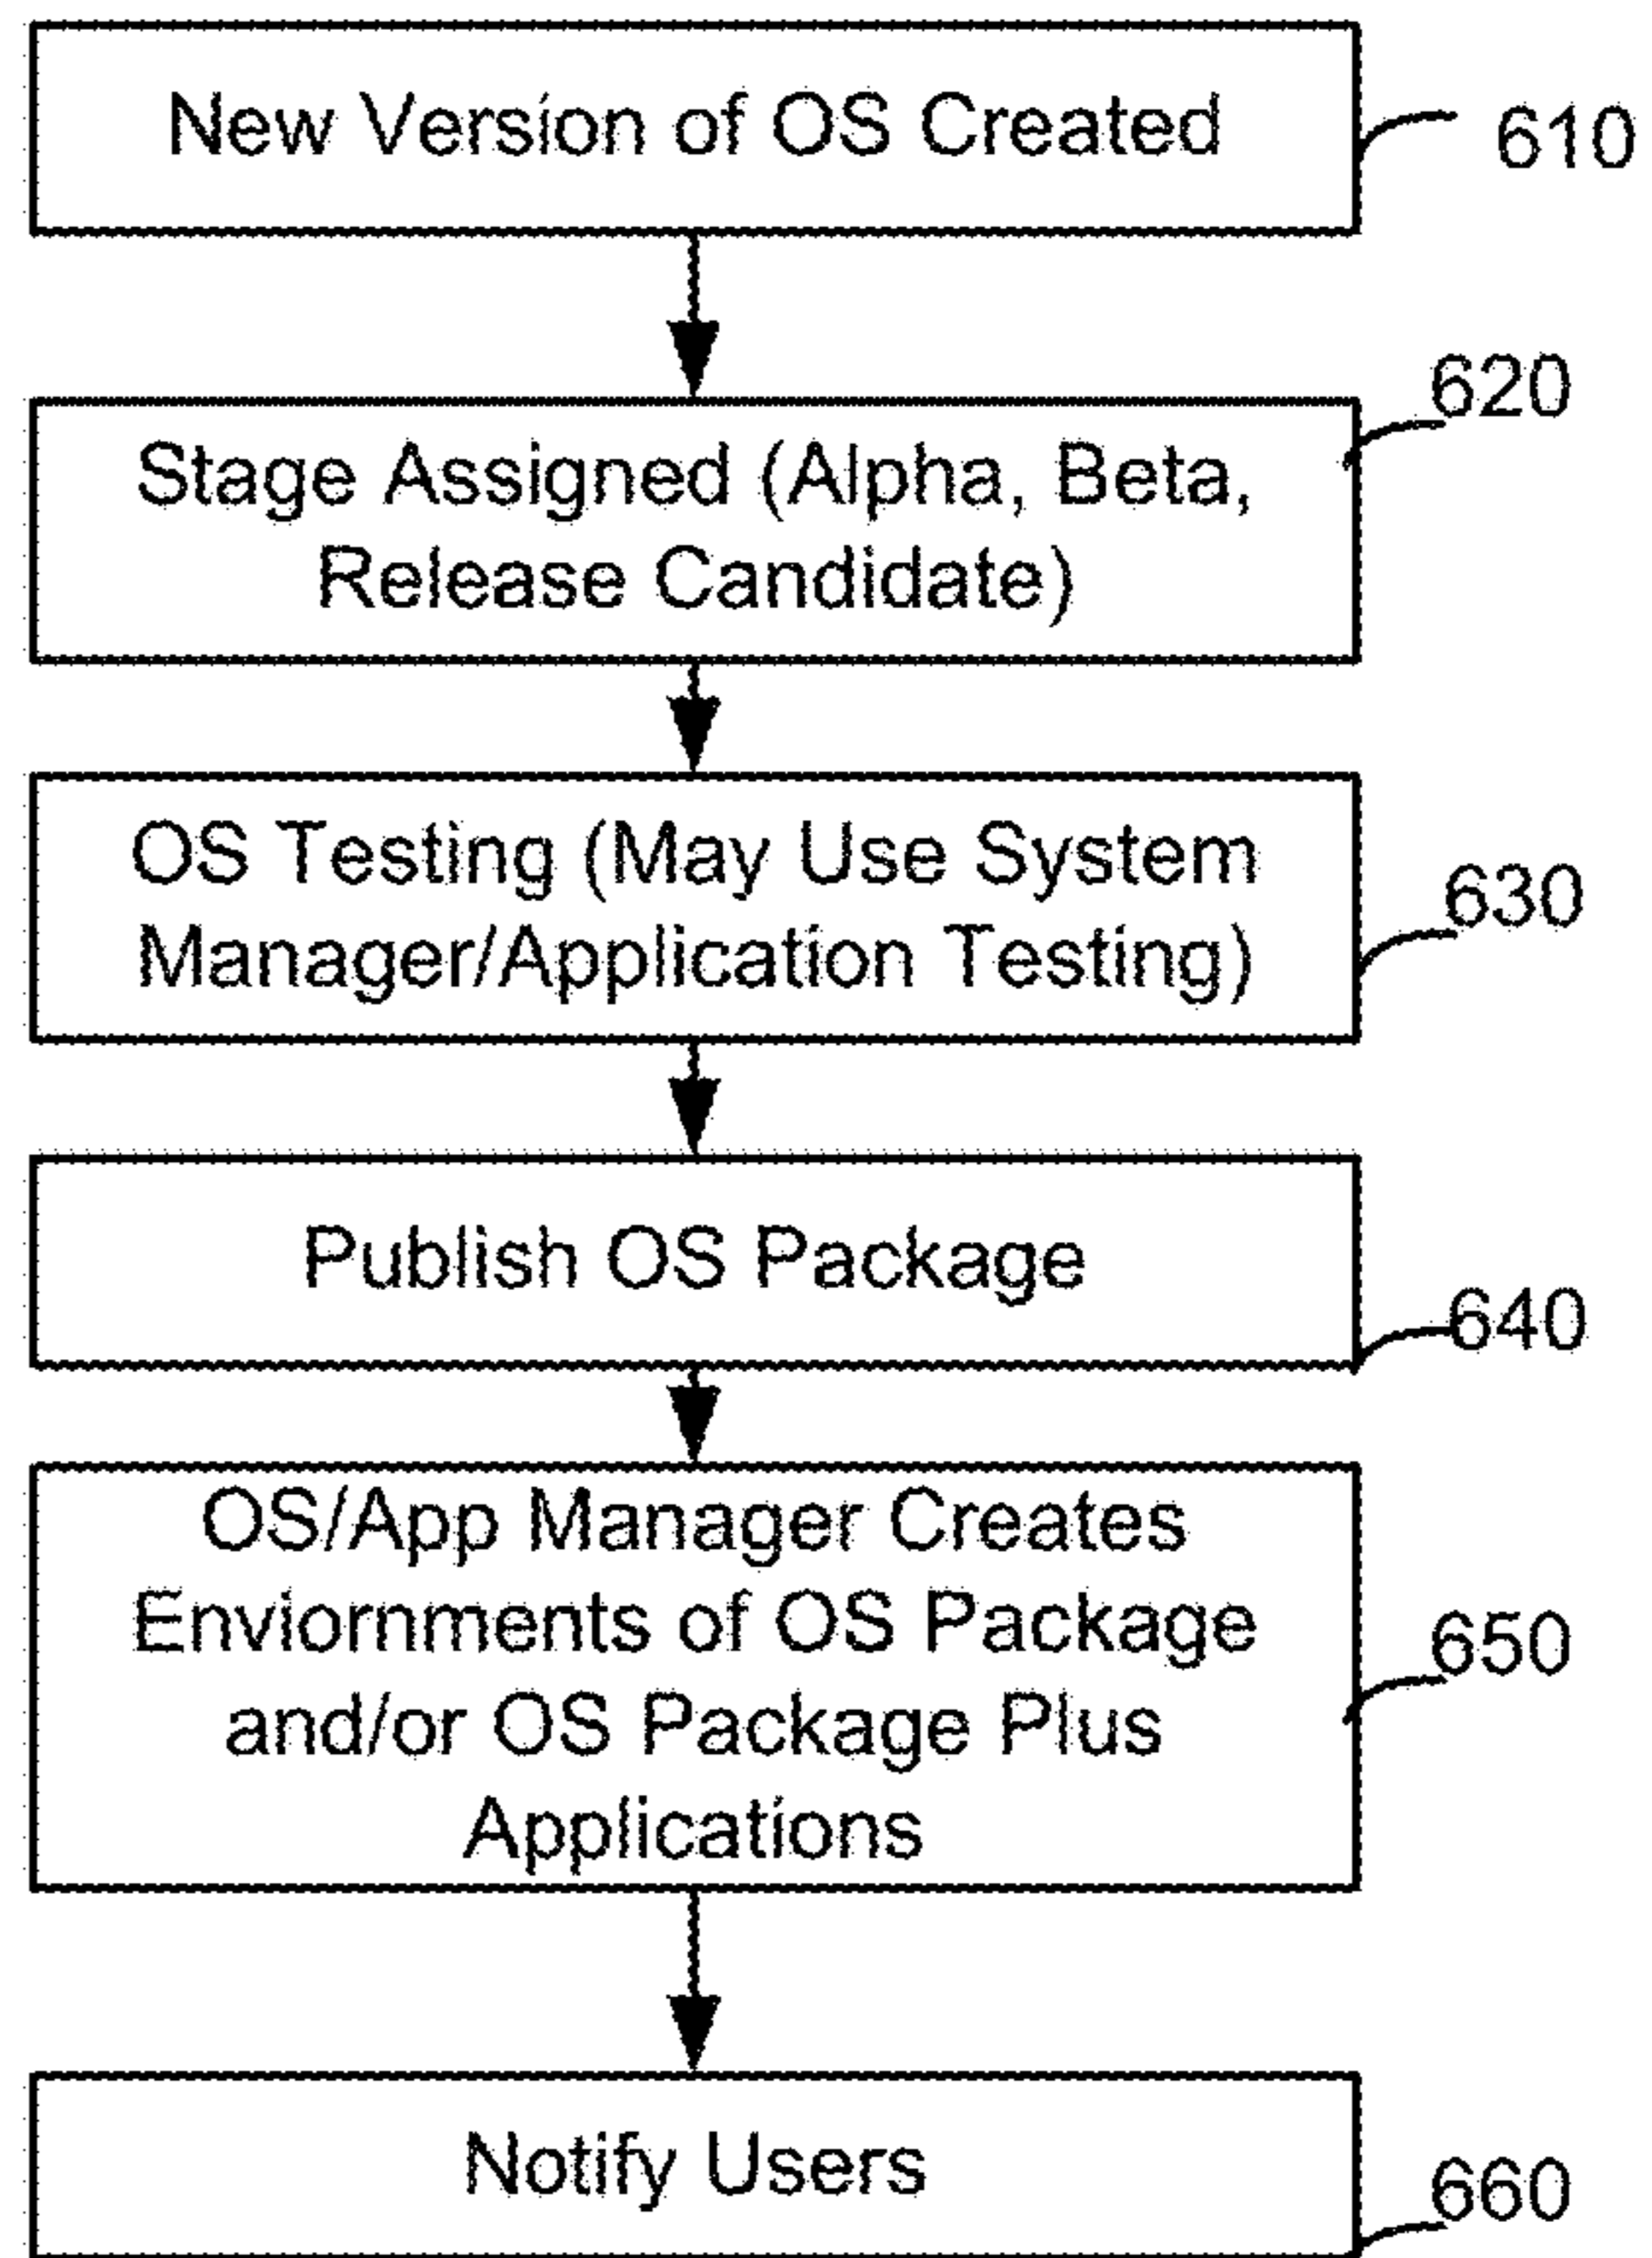 New Version of OS Created
610
620
Stage Assigned (Alpha, Beta,
Release Candidate)
OS Testing (May Use System
Manager/Application Testing)
630
Publish OS Package
640
OS/App Manager Creates
Enviornments of OS Package
and/or OS Package Plus
Applications
650
Notify Users
660